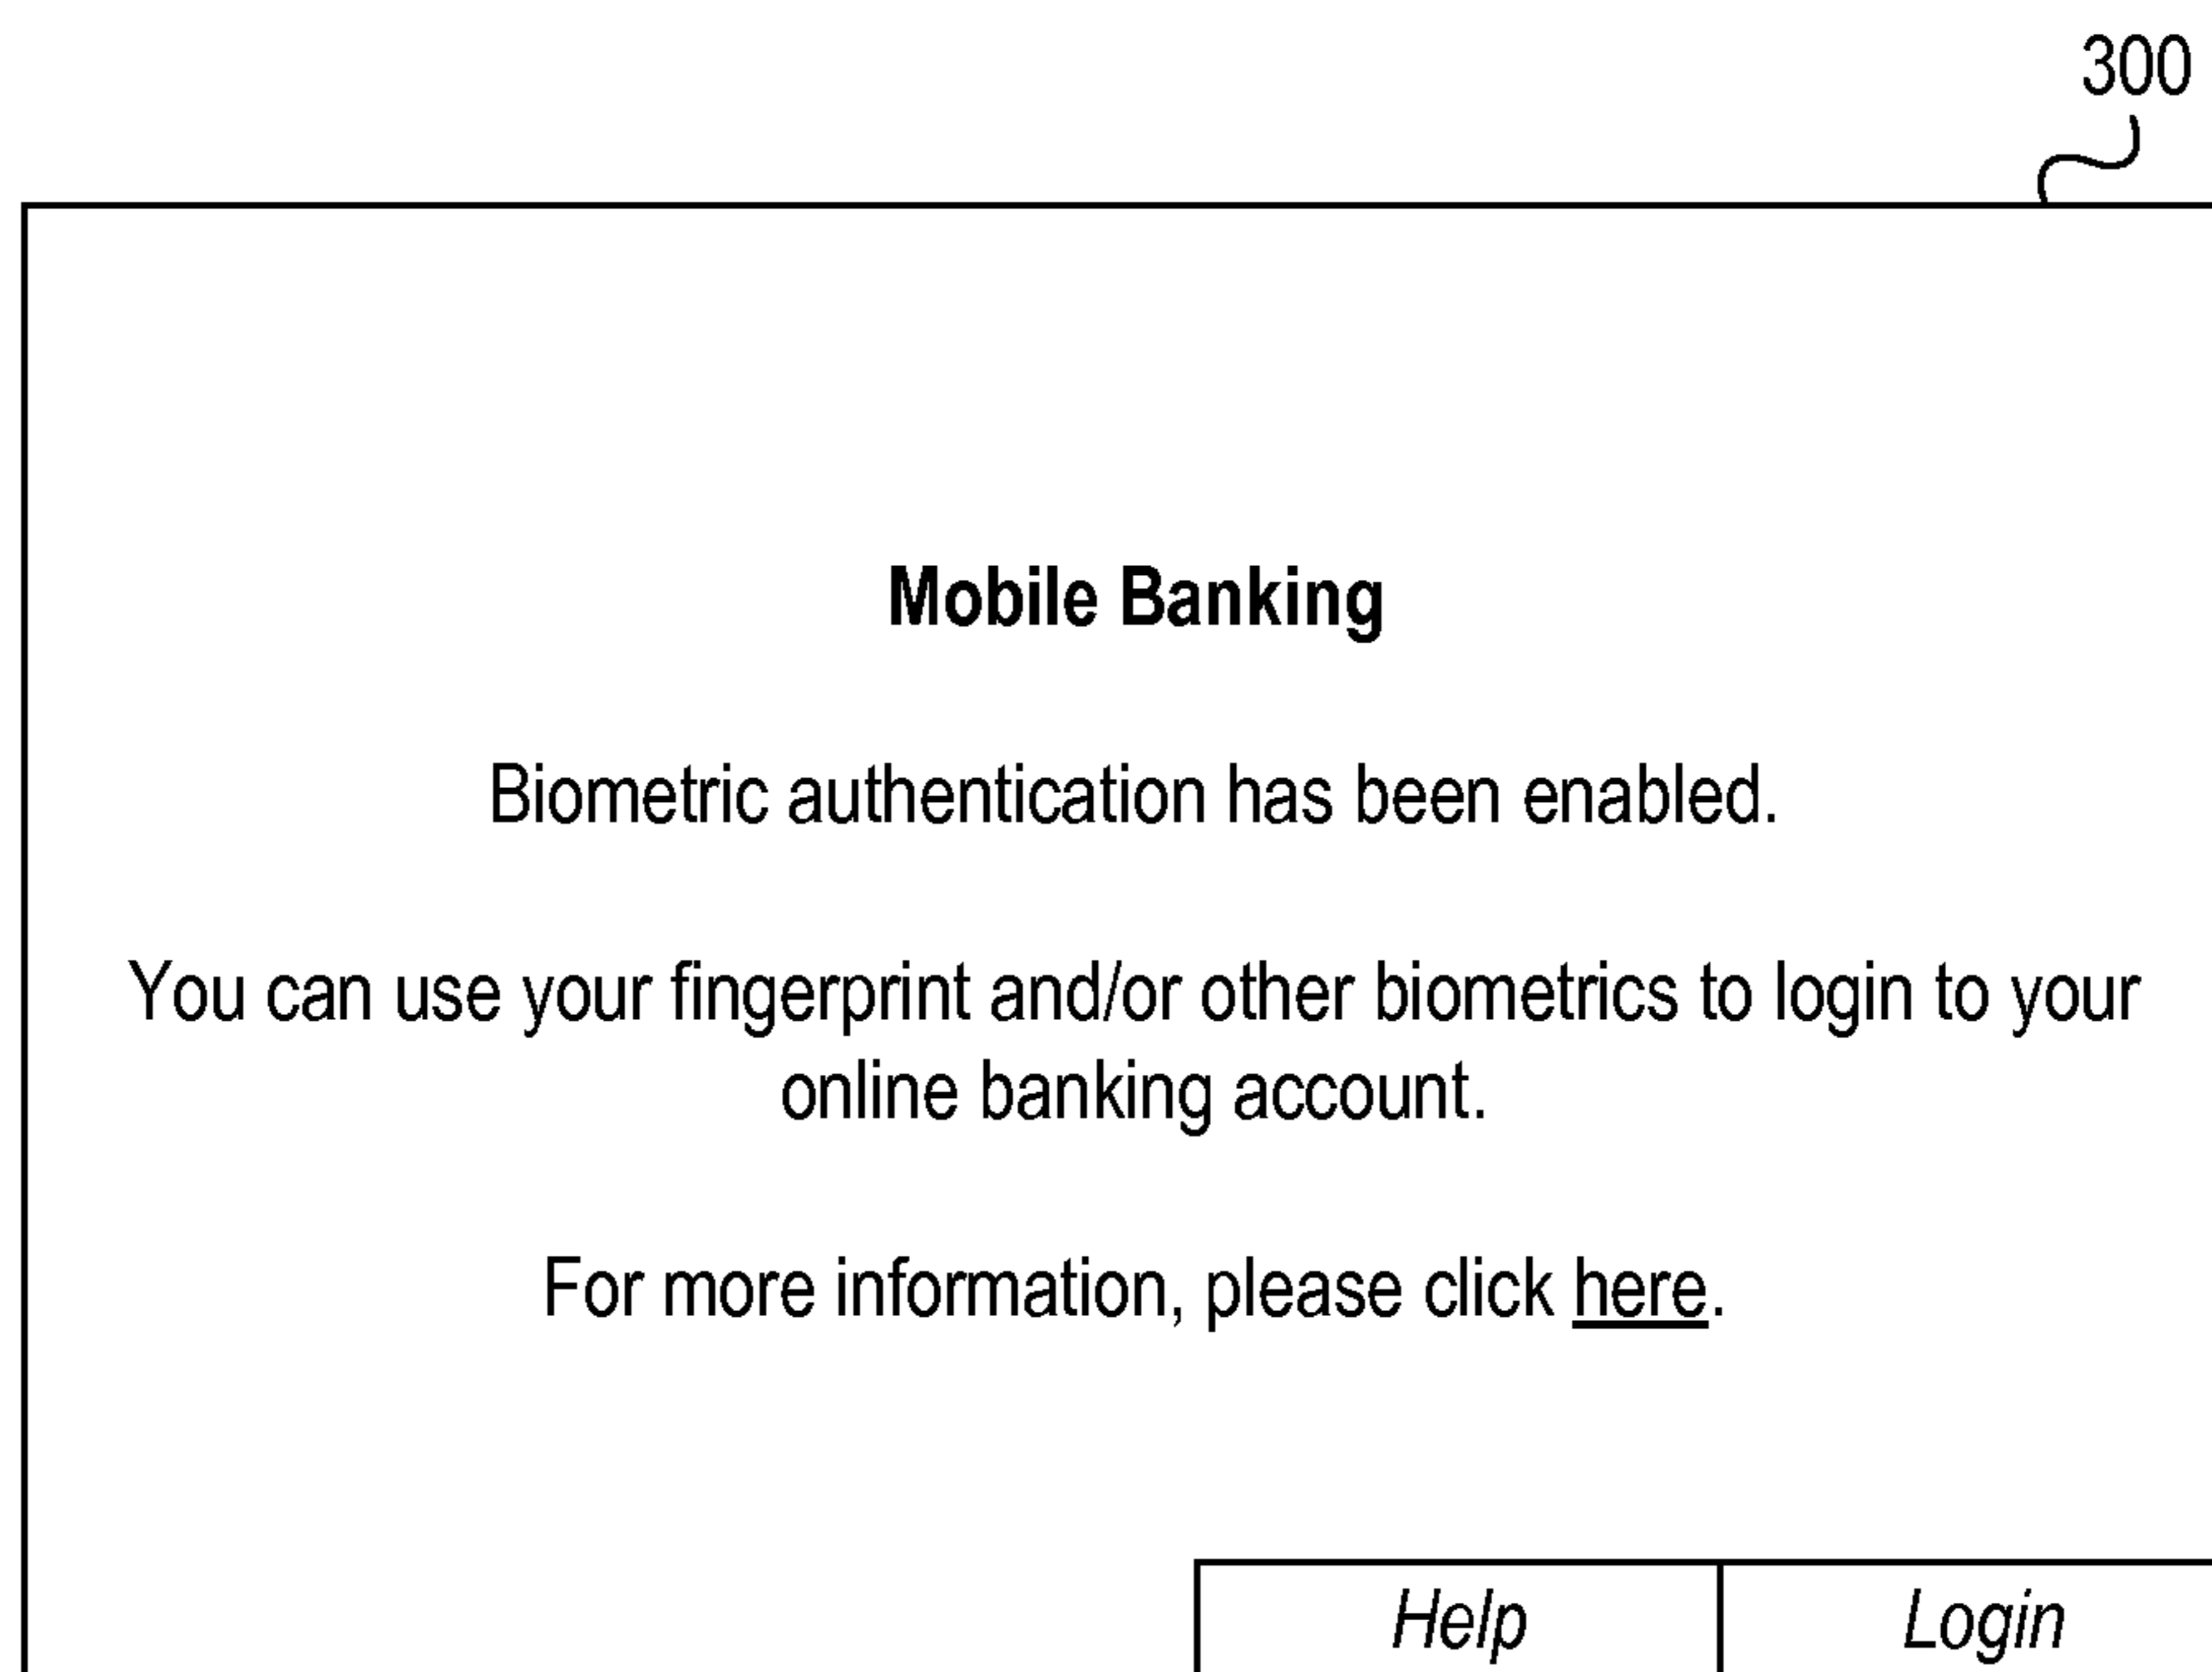 300
Mobile Banking
Biometric authentication has been enabled.
You can use your fingerprint and/or other biometrics to login to your
online banking account.
For more information, please click here.
Help
Login